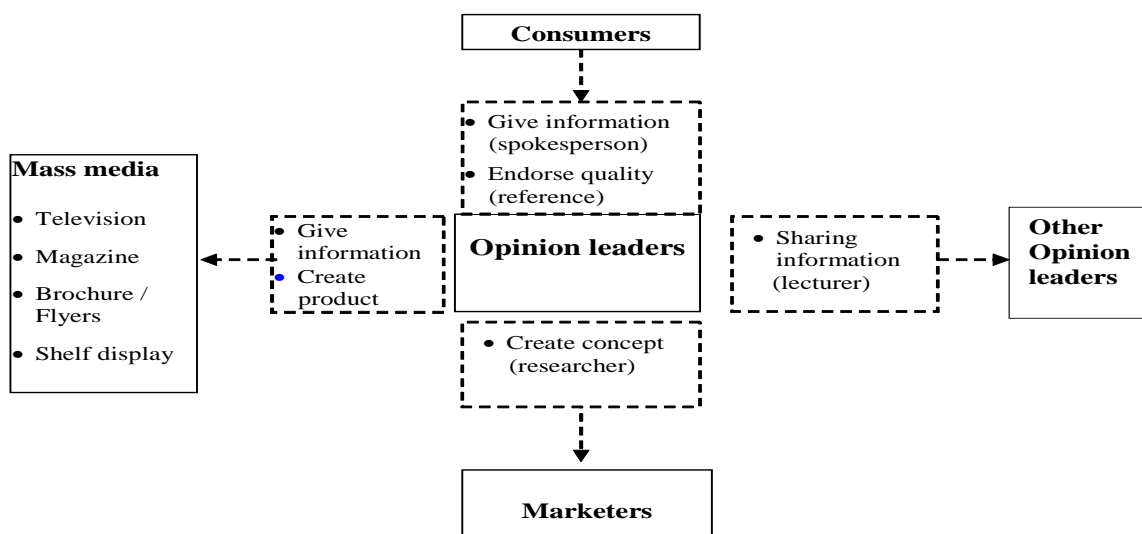 Consumers
• Give information
(spokesperson)
• Endorse quality
(reference)
Mass media
• Television
• Magazine
• Brochure /
Flyers
• Shelf display
• Give
information
• Create
product
Opinion leaders
• Sharing
information
(lecturer)
Other
Opinion
leaders
• Create concept
(researcher)
Marketers